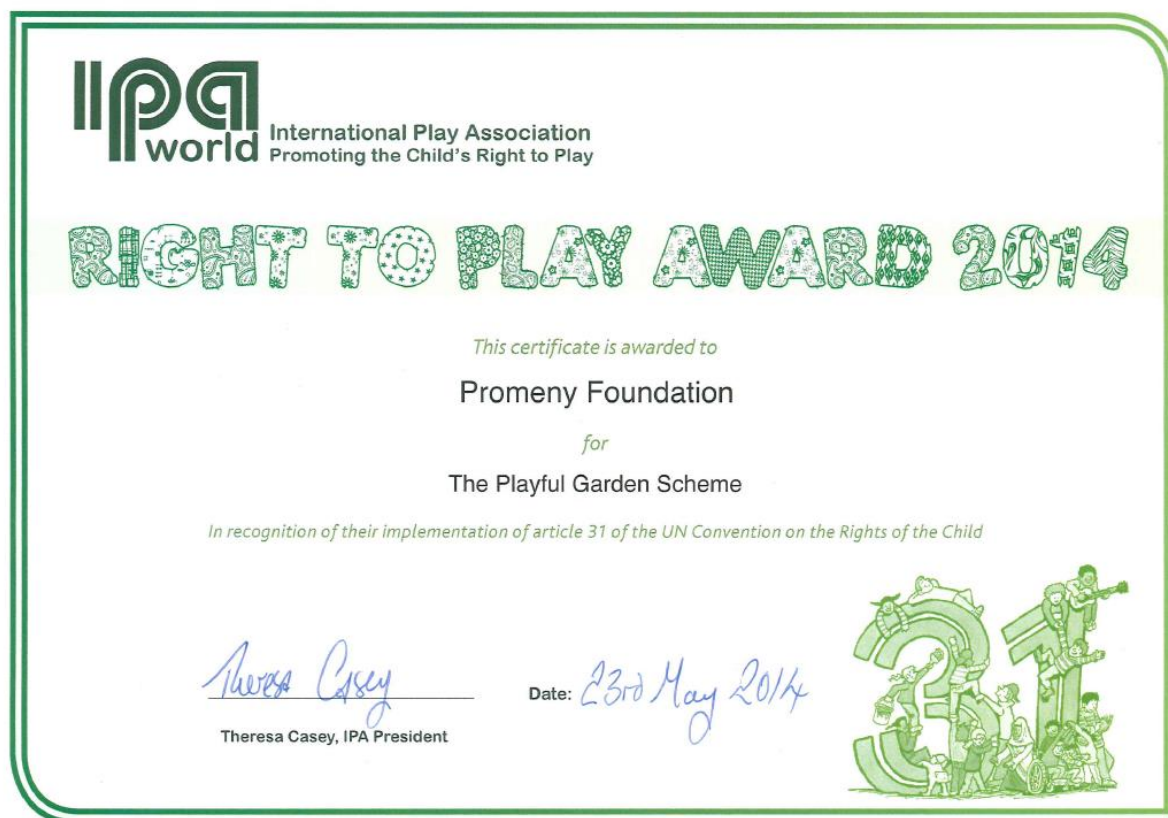 ipa
world
International Play Association
Promoting the Child's Right to Play
RIGHT TO PLAY AWARD 2014
This certificate is awarded to
Promeny Foundation
for
The Playful Garden Scheme
In recognition of their implementation of article 31 of the UN Convention on the Rights of the Child
Theresa Casey
Date: 23rd May 2014
Theresa Casey, IPA President
31